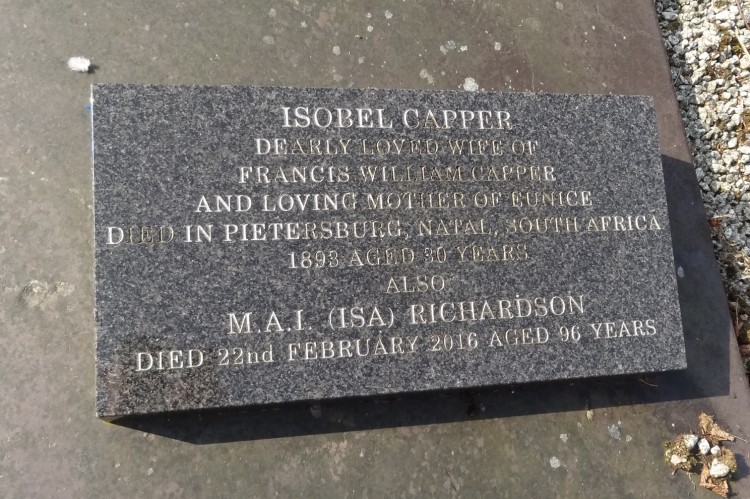 ISOBEL CAPPER
DEARLY LOVED WIFE OF
FRANCIS WILLIAM CAPPER
AND LOVING MOTHER OF EUNICE
DIED IN PIETERSBURG, NATAL, SOUTH AFRICA
1893 AGED 30 YEARS
ALSO
M.A.I. (ISA) RICHARDSON
DIED 22nd FEBRUARY 2016 AGED 96 YEARS